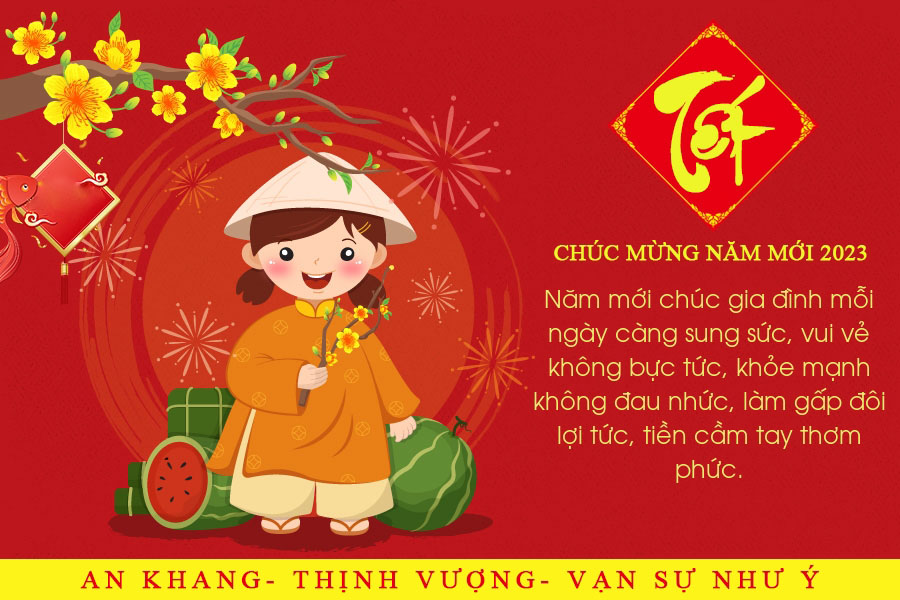 Tết
CHÚC MỪNG NĂM MỚI 2023
Năm mới chúc gia đình mỗi
ngày càng sung sức, vui vẻ
không bực tức, khỏe mạnh
không đau nhức, làm gấp đôi
lợi tức, tiền cầm tay thơm
phức.
AN KHANG- THỊNH VƯỢNG- VẠN SỰ NHƯ Ý